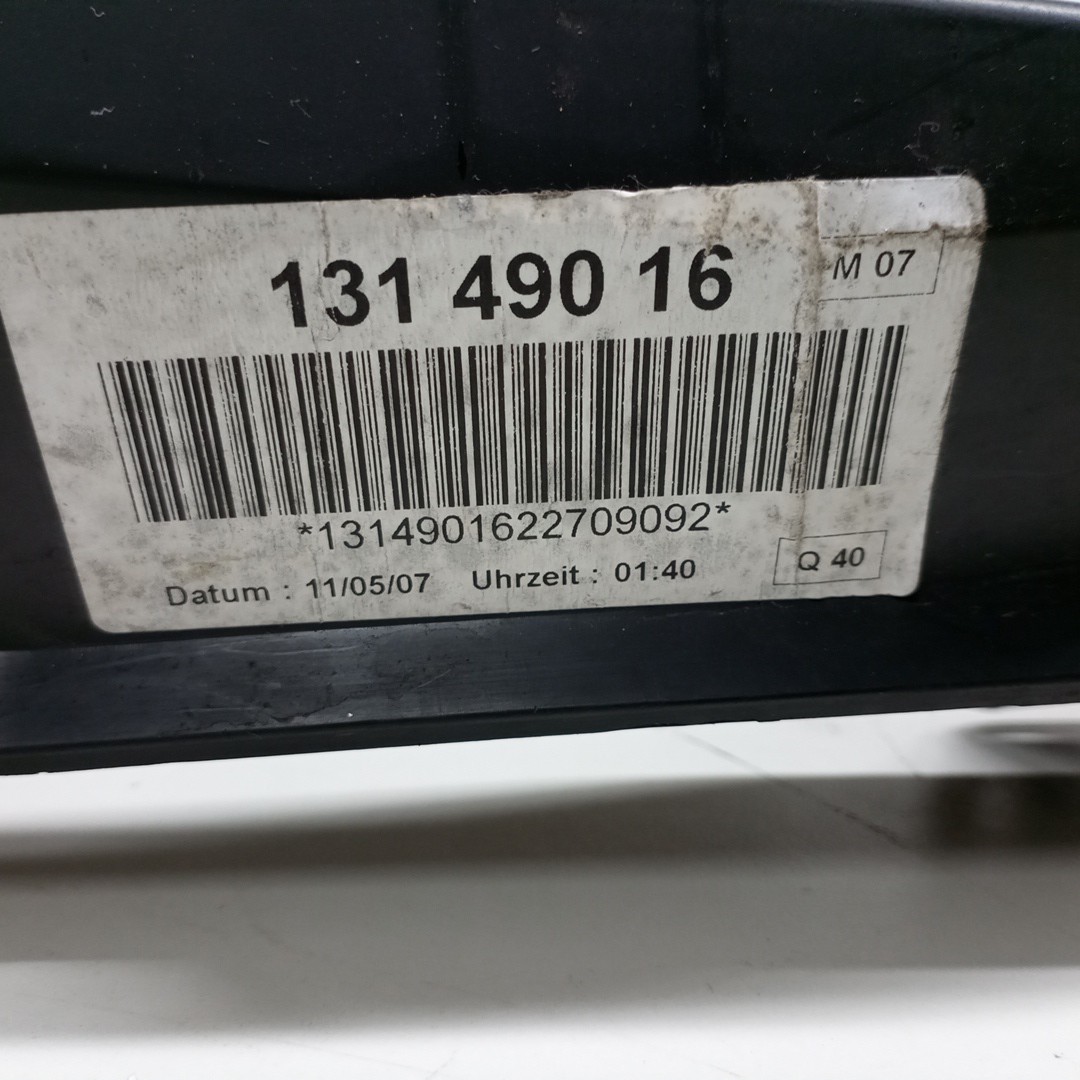 131 490 16
M 07
*1314901622709092*
Datum : 11/05/07 Uhrzeit : 01:40
Q 40